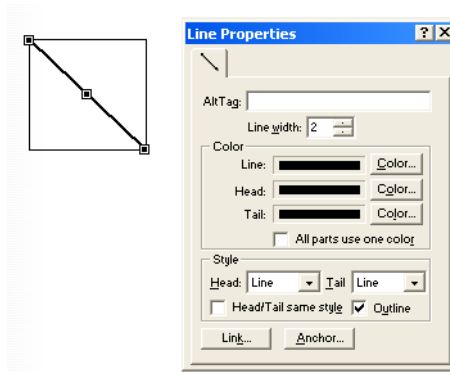 Line Properties
AltTag:
Line width: 2
Color
Line: Color...
Head: Color...
Tail: Color...
All parts use one color
Style
Head: Line Tail Line
Head/Tail same style Outline
Link... Anchor...